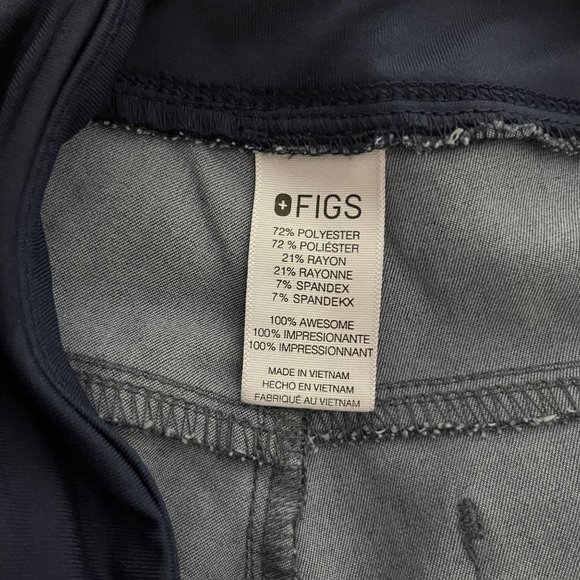 FIGS
72% POLYESTER
72 % POLIÉSTER
21% RAYON
21% RAYONNE
7% SPANDEX
7% SPANDEKX
100% AWESOME
100% IMPRESIONANTE
100% IMPRESSIONNANT
MADE IN VIETNAM
HECHO EN VIETNAM
FABRIQUÉ AU VIETNAM